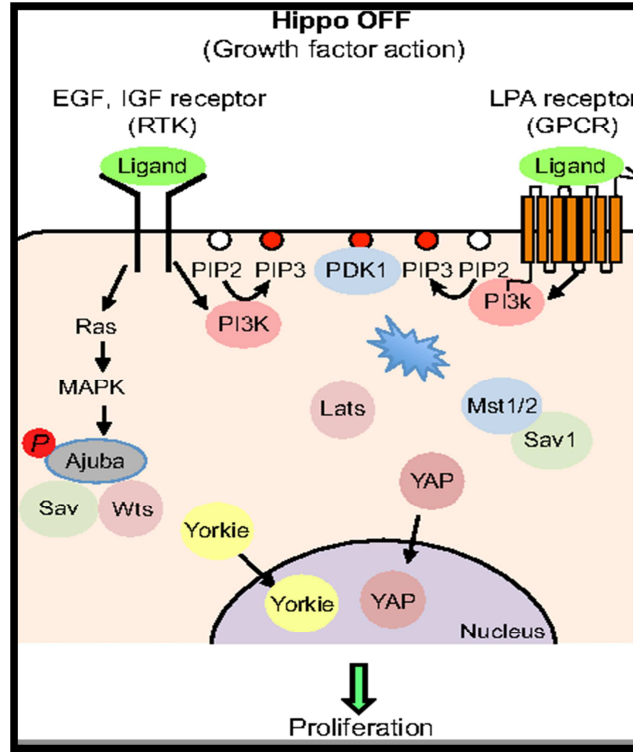 Hippo OFF
(Growth factor action)
EGF, IGF receptor
(RTK)
LPA receptor
(GPCR)
Ligand
Ligand
PIP2 PIP3 PDK1 PIP3 PIP2
PI3K
PI3k
Ras
MAPK
Lats
Mst1/2
Sav1
P
Ajuba
Sav Wts
YAP
Yorkie
Yorkie
YAP
Nucleus
Proliferation